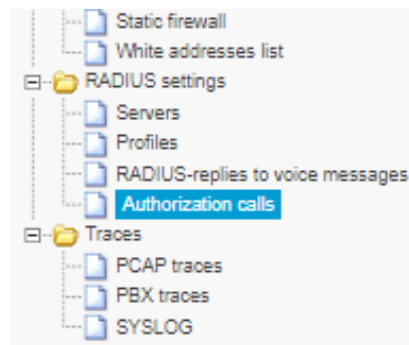 Static firewall
White addresses list
RADIUS settings
Servers
Profiles
RADIUS-replies to voice messages
Authorization calls
Traces
PCAP traces
PBX traces
SYSLOG